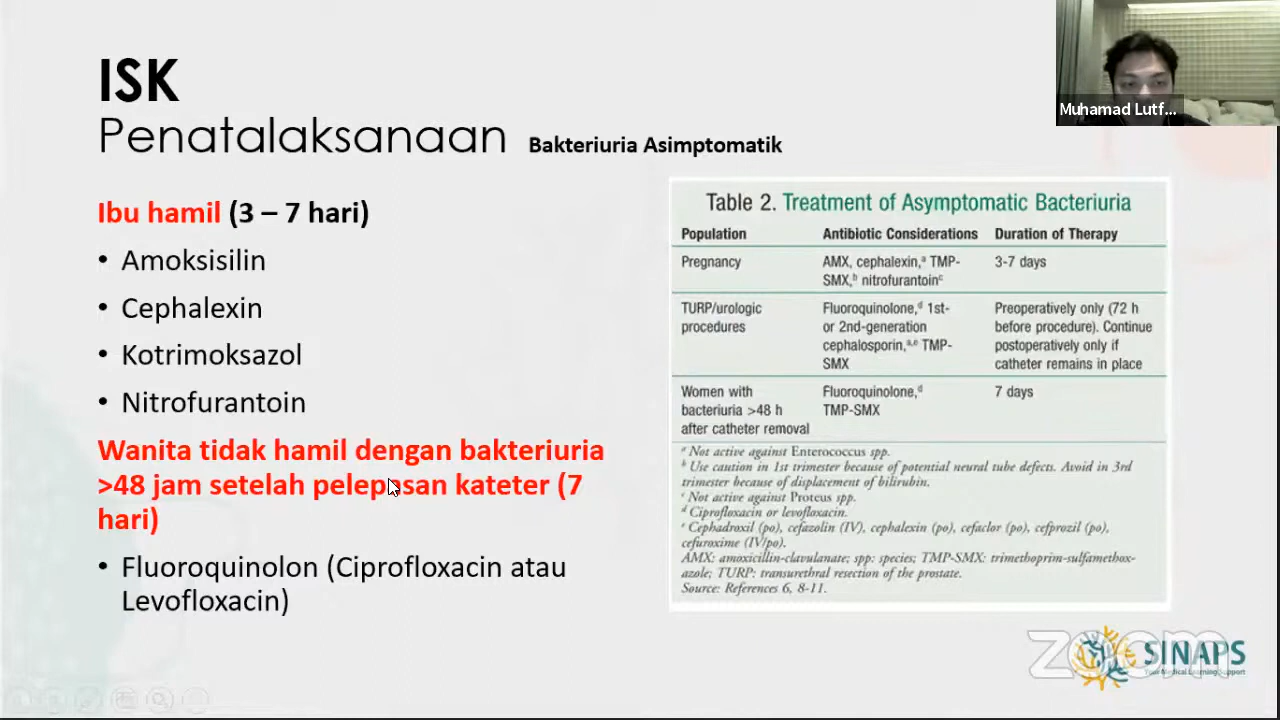 ISK
Penatalaksanaan Bakteriuria Asimptomatik
Muhamad Lutf...
Ibu hamil (3 – 7 hari)
• Amoksisilin
• Cephalexin
• Kotrimoksazol
• Nitrofurantoin
Wanita tidak hamil dengan bakteriuria
>48 jam setelah pelepasan kateter (7
hari)
• Fluoroquinolon (Ciprofloxacin atau
Levofloxacin)
Table 2. Treatment of Asymptomatic Bacteriuria
Population Antibiotic Considerations Duration of Therapy
Pregnancy AMX, cephalexin,ᵃ TMP- 3-7 days
SMX,ᵇ nitrofurantoinᶜ
TURP/urologic Fluoroquinolone,ᵈ 1st- Preoperatively only (72 h
procedures or 2nd-generation before procedure). Continue
cephalosporin,ᵃ,ᵉ TMP- postoperatively only if
SMX catheter remains in place
Women with Fluoroquinolone,ᵈ 7 days
bacteriuria >48 h TMP-SMX
after catheter removal
ᵃ Not active against Enterococcus spp.
ᵇ Use caution in 1st trimester because of potential neural tube defects. Avoid in 3rd
trimester because of displacement of bilirubin.
ᶜ Not active against Proteus spp.
ᵈ Ciprofloxacin or levofloxacin.
ᵉ Cephadroxil (po), cefazolin (IV), cephalexin (po), cefaclor (po), cefprozil (po),
cefuroxime (IV/po).
AMX: amoxicillin-clavulanate; spp: species; TMP-SMX: trimethoprim-sulfamethox-
azole; TURP: transurethral resection of the prostate.
Source: References 6, 8-11.
zoom
SINAPS
Your Medical Learning Support